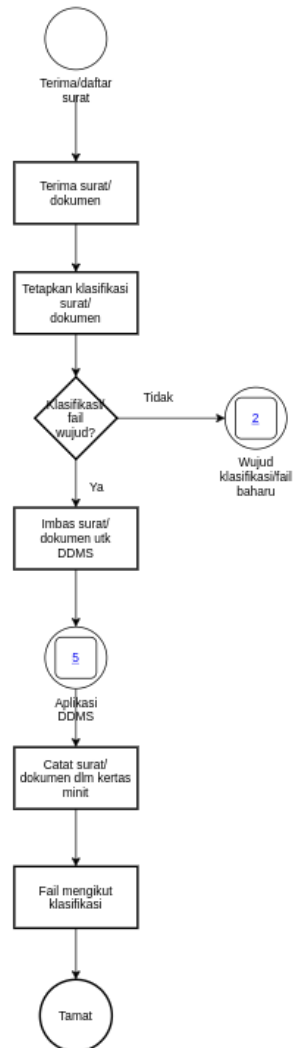 Terima/daftar
surat
Terima surat/
dokumen
Tetapkan klasifikasi
surat/
dokumen
Klasifikasi/
fail
wujud?
Tidak
2
Wujud
klasifikasi/fail
baharu
Ya
Imbas surat/
dokumen utk
DDMS
5
Aplikasi
DDMS
Catat surat/
dokumen dlm kertas
minit
Fail mengikut
klasifikasi
Tamat